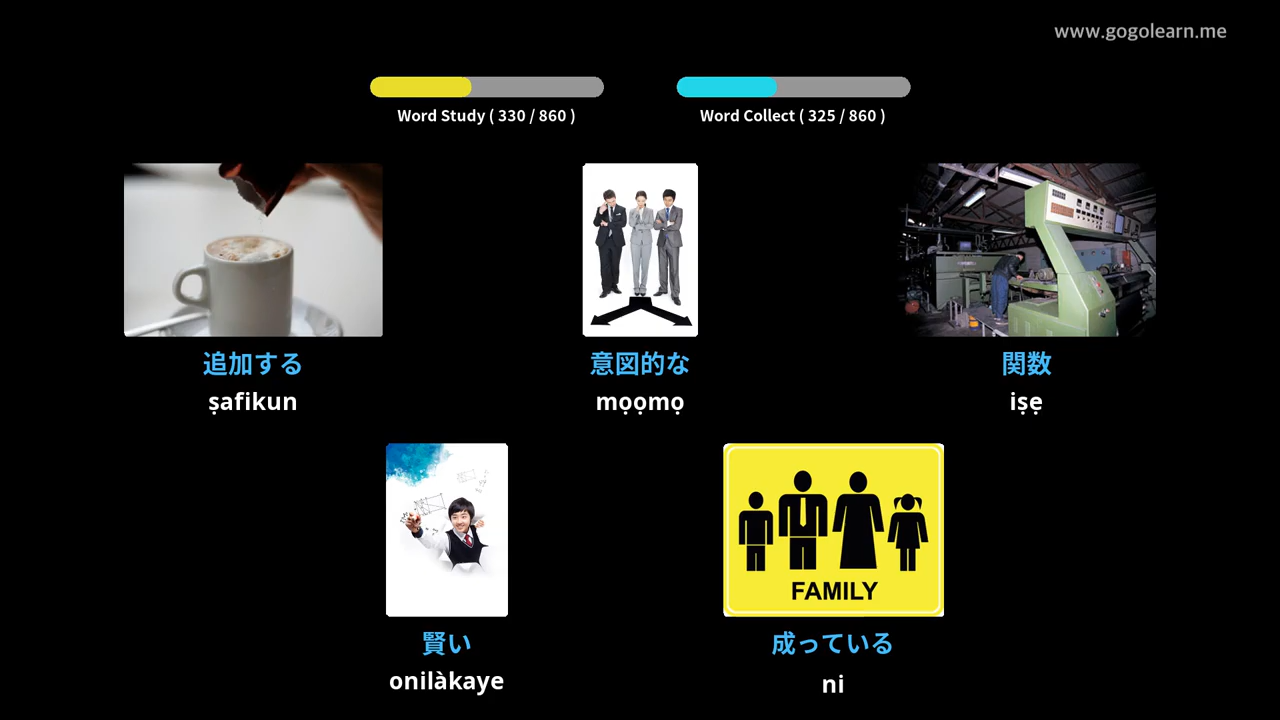 www.gogolearn.me
Word Study ( 330 / 860 )
Word Collect ( 325 / 860 )
追加する
ṣafikun
意図的な
mọọmọ
関数
iṣẹ
賢い
onilàkaye
FAMILY
成っている
ni